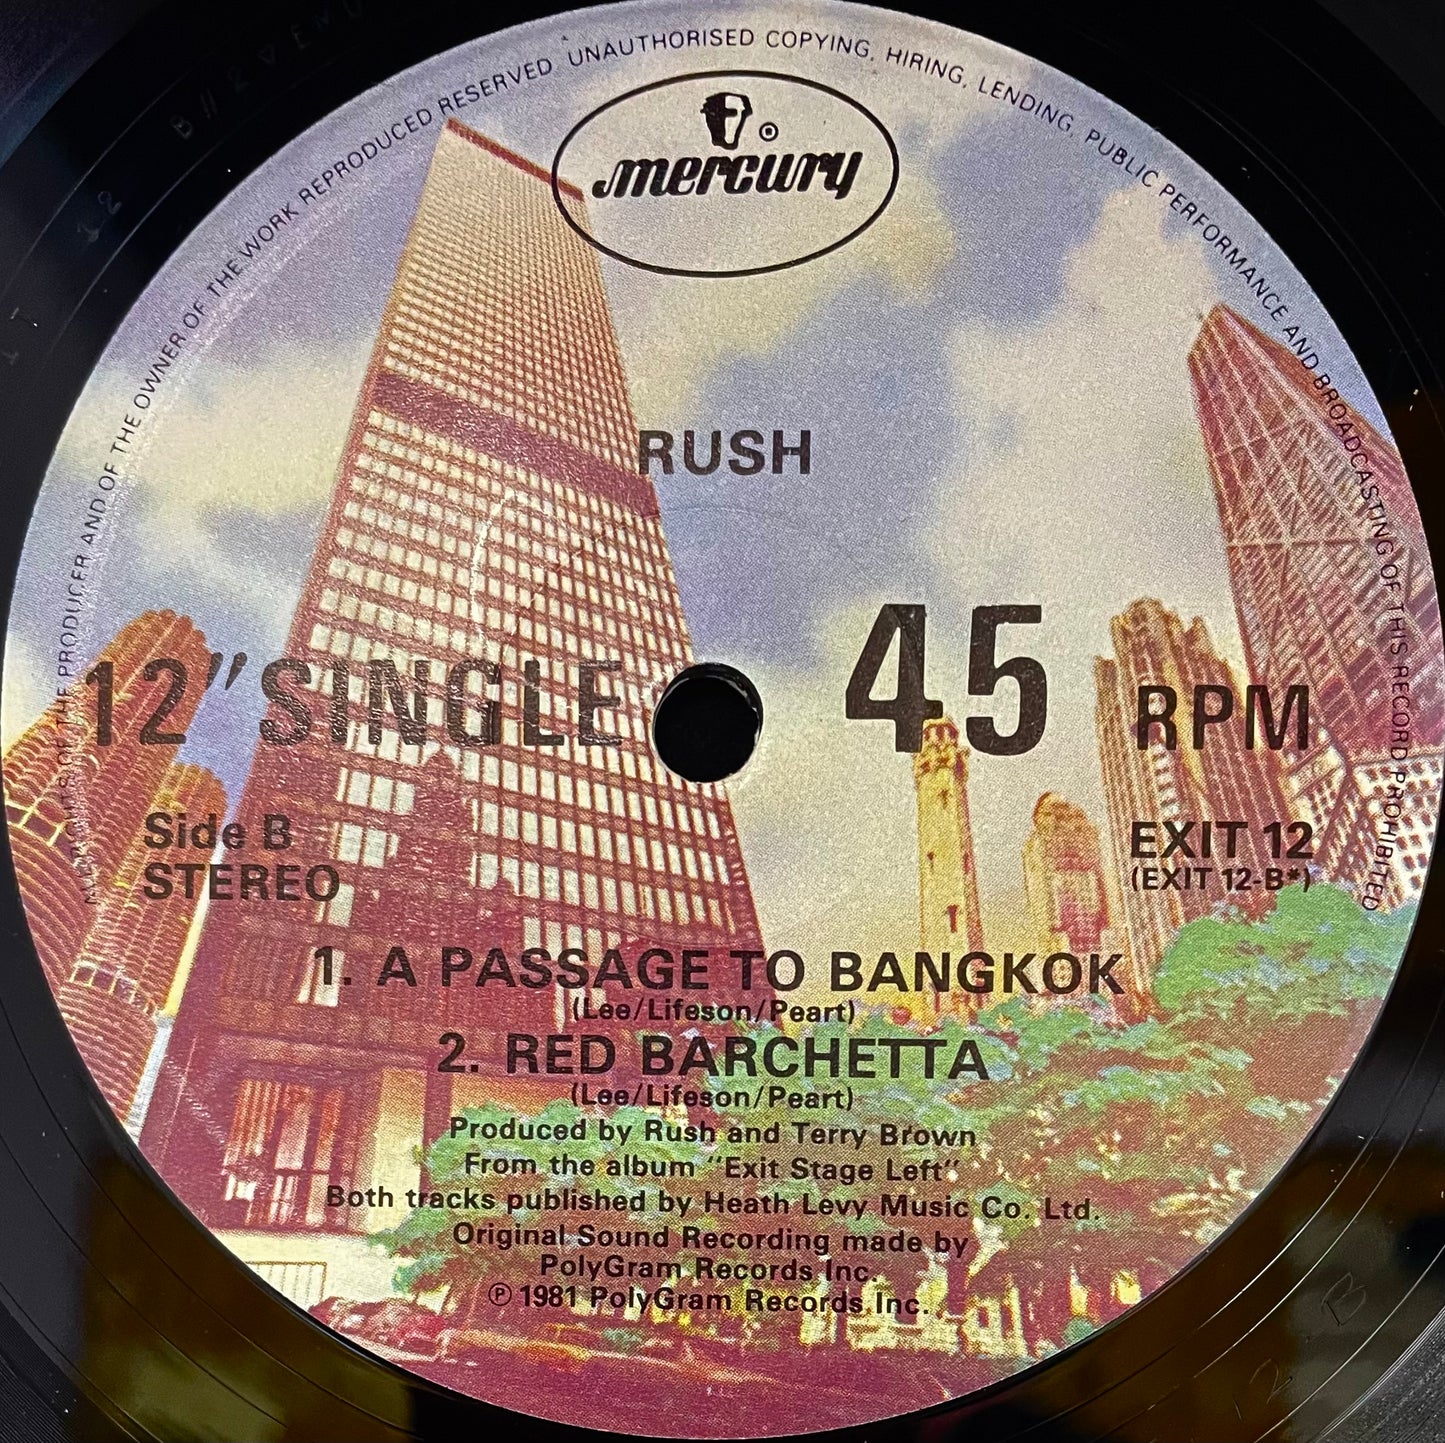 ALL RIGHTS OF THE PRODUCER AND OF THE OWNER OF THE WORK REPRODUCED RESERVED UNAUTHORISED COPYING, HIRING, LENDING, PUBLIC PERFORMANCE AND BROADCASTING OF THIS RECORD PROHIBITED
mercury
®
RUSH
12" SINGLE
45 RPM
Side B
STEREO
EXIT 12
(EXIT 12-B*)
1. A PASSAGE TO BANGKOK
(Lee/Lifeson/Peart)
2. RED BARCHETTA
(Lee/Lifeson/Peart)
Produced by Rush and Terry Brown
From the album "Exit Stage Left"
Both tracks published by Heath Levy Music Co. Ltd.
Original Sound Recording made by
PolyGram Records Inc.
℗ 1981 PolyGram Records Inc.